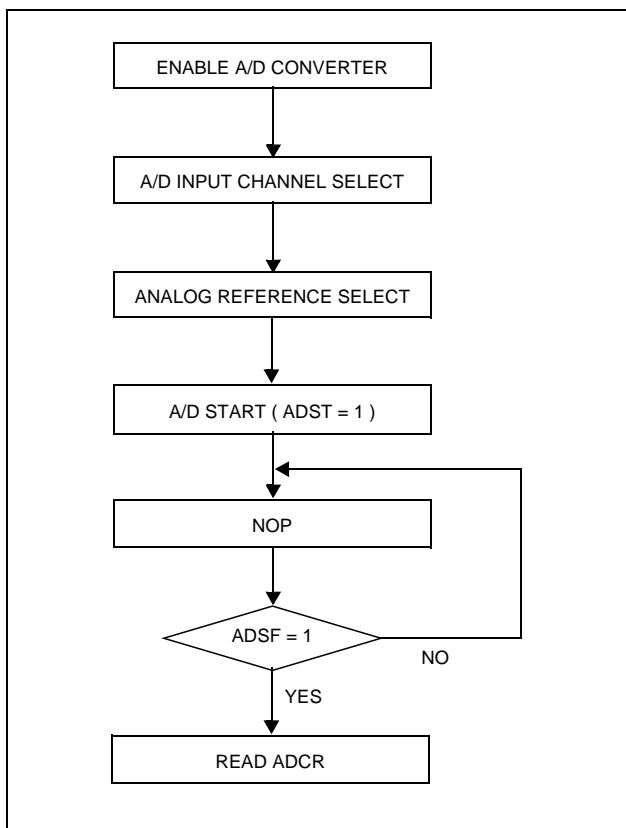 ENABLE A/D CONVERTER
A/D INPUT CHANNEL SELECT
ANALOG REFERENCE SELECT
A/D START ( ADST = 1 )
NOP
ADSF = 1
NO
YES
READ ADCR